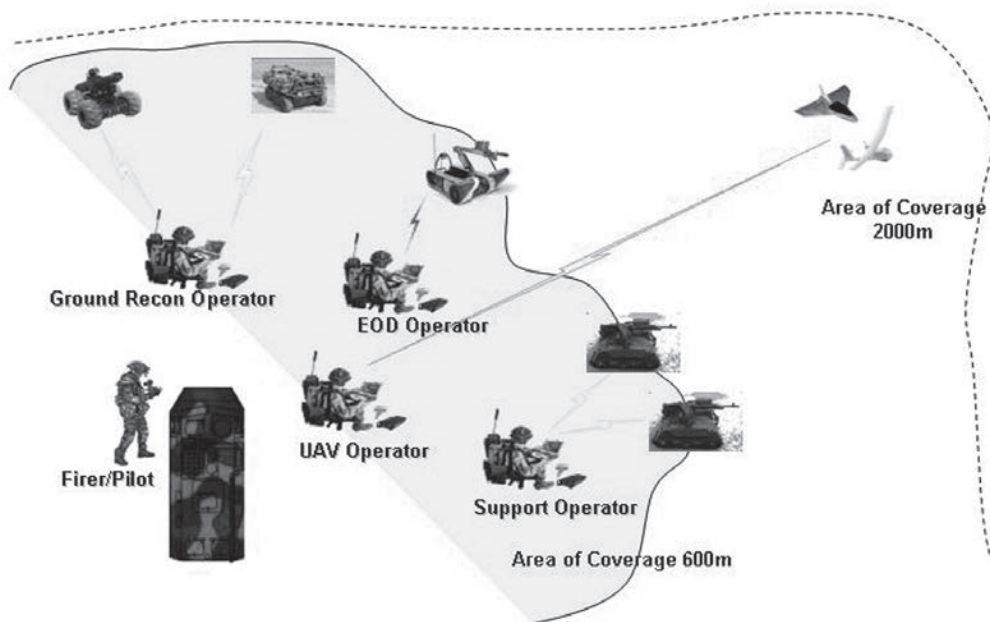 Area of Coverage
2000m
Ground Recon Operator
EOD Operator
UAV Operator
Firer/Pilot
Support Operator
Area of Coverage 600m